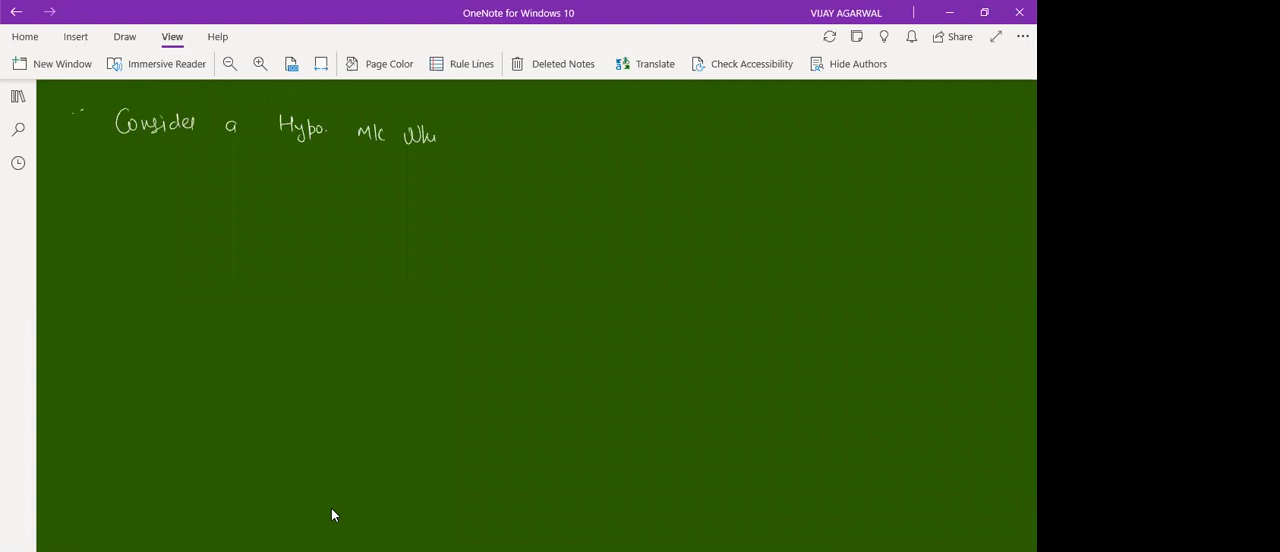 OneNote for Windows 10
VIJAY AGARWAL
Home Insert Draw View Help
Share
New Window Immersive Reader Page Color Rule Lines Deleted Notes Translate Check Accessibility Hide Authors
Consider a Hypo. M/c